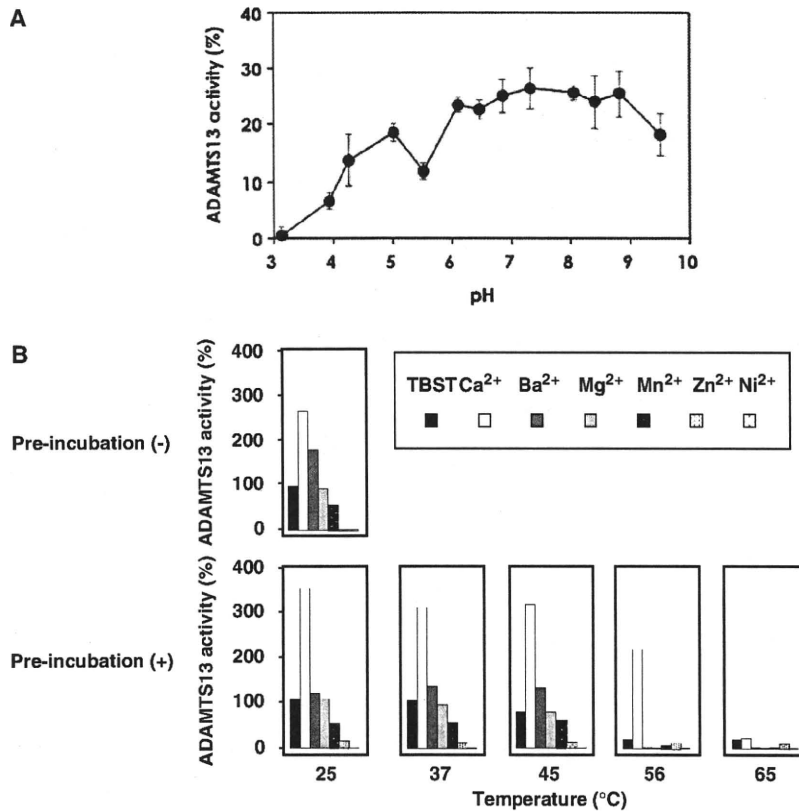 A
ADAMTS13 activity (%)
40
30
20
10
0
3 4 5 6 7 8 9 10
pH
B
Pre-incubation (-)
ADAMTS13 activity (%)
400
300
200
100
0
TBST Ca2+ Ba2+ Mg2+ Mn2+ Zn2+ Ni2+
Pre-incubation (+)
ADAMTS13 activity (%)
400
300
200
100
0
25 37 45 56 65
Temperature (°C)